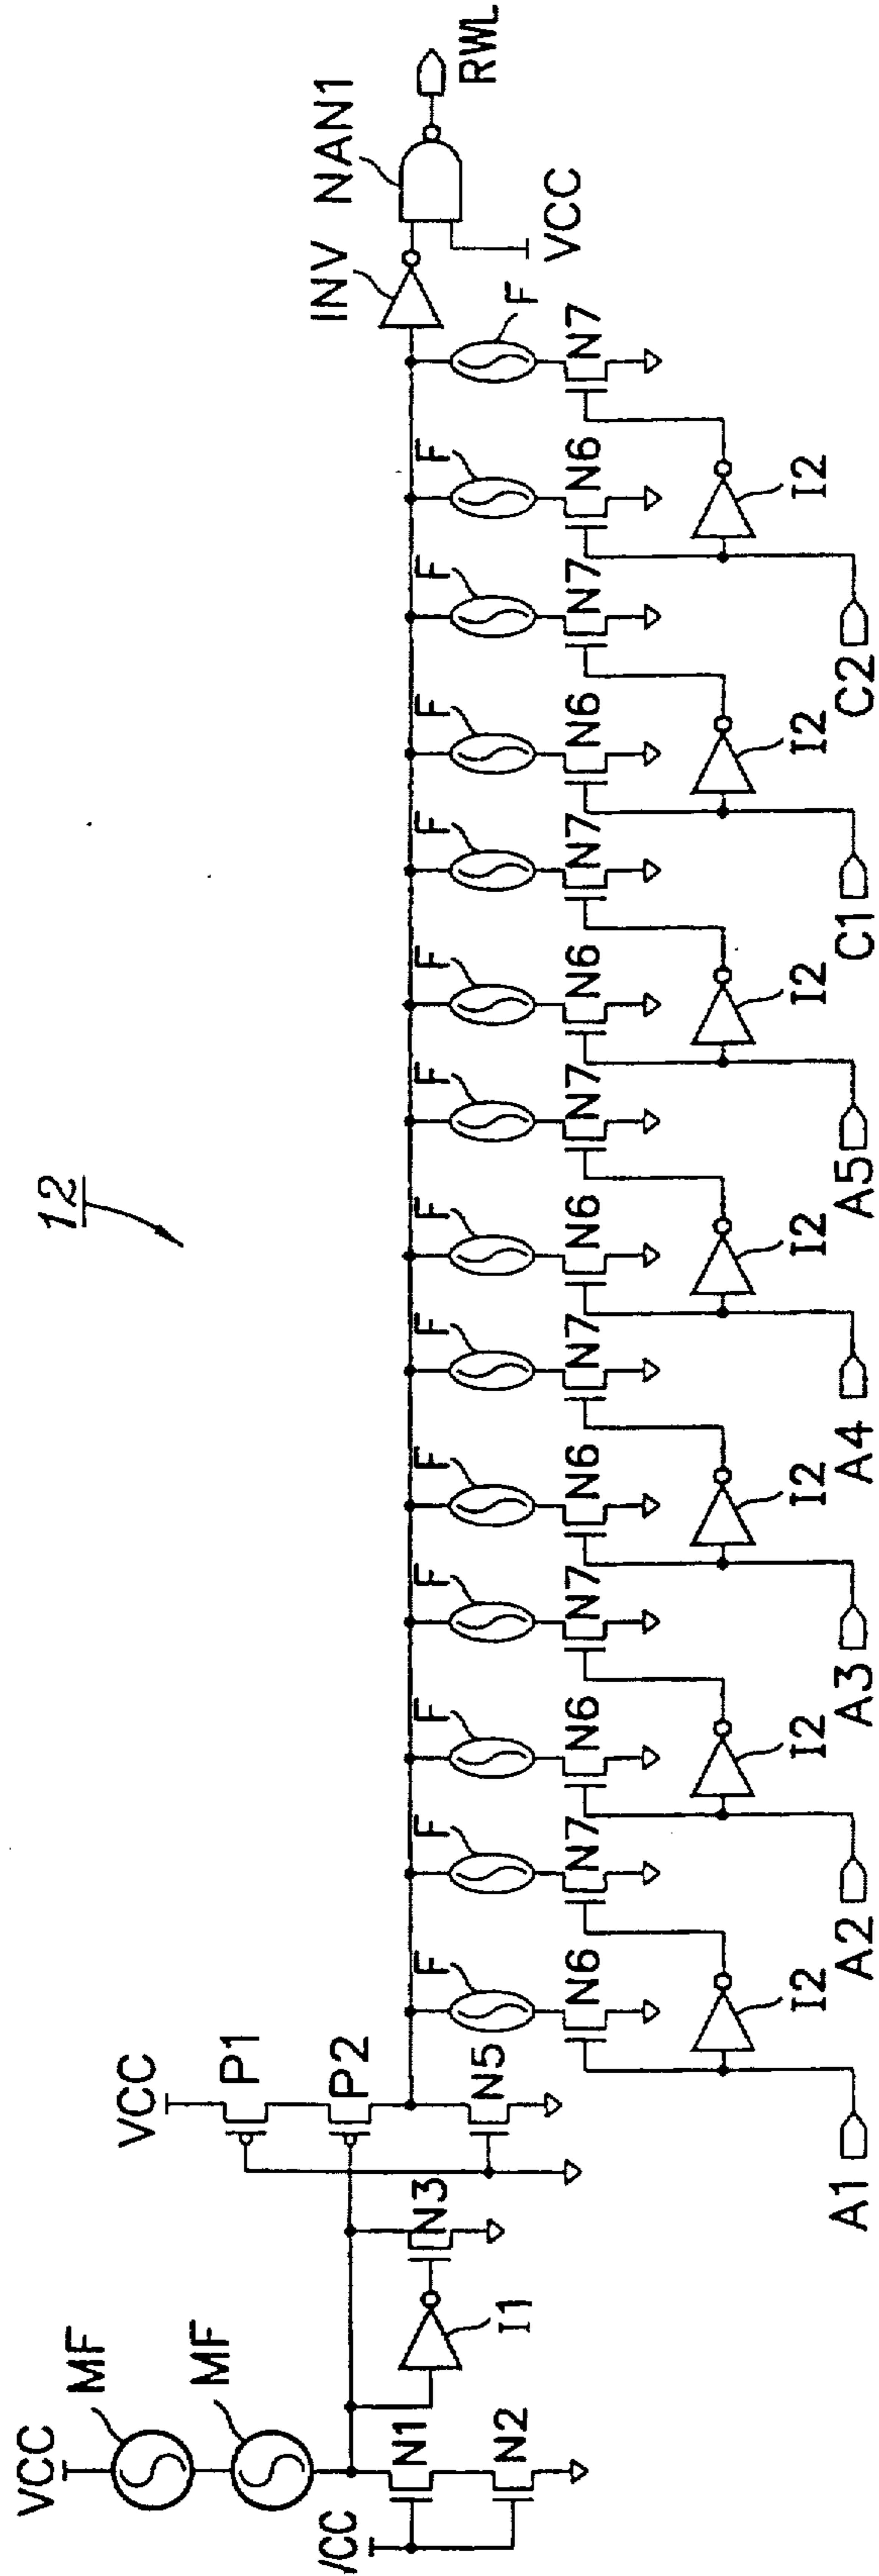 12
VCC
MF
MF
VCC
P1
P2
/CC
N1
N2
I1
N3
N5
F
F
F
F
F
F
F
F
F
F
F
F
F
F
INV
NAN1
RWL
VCC
N6
N7
N6
N7
N6
N7
N6
N7
N6
N7
N6
N7
N6
N7
I2
I2
I2
I2
I2
I2
I2
A1
A2
A3
A4
A5
C1
C2